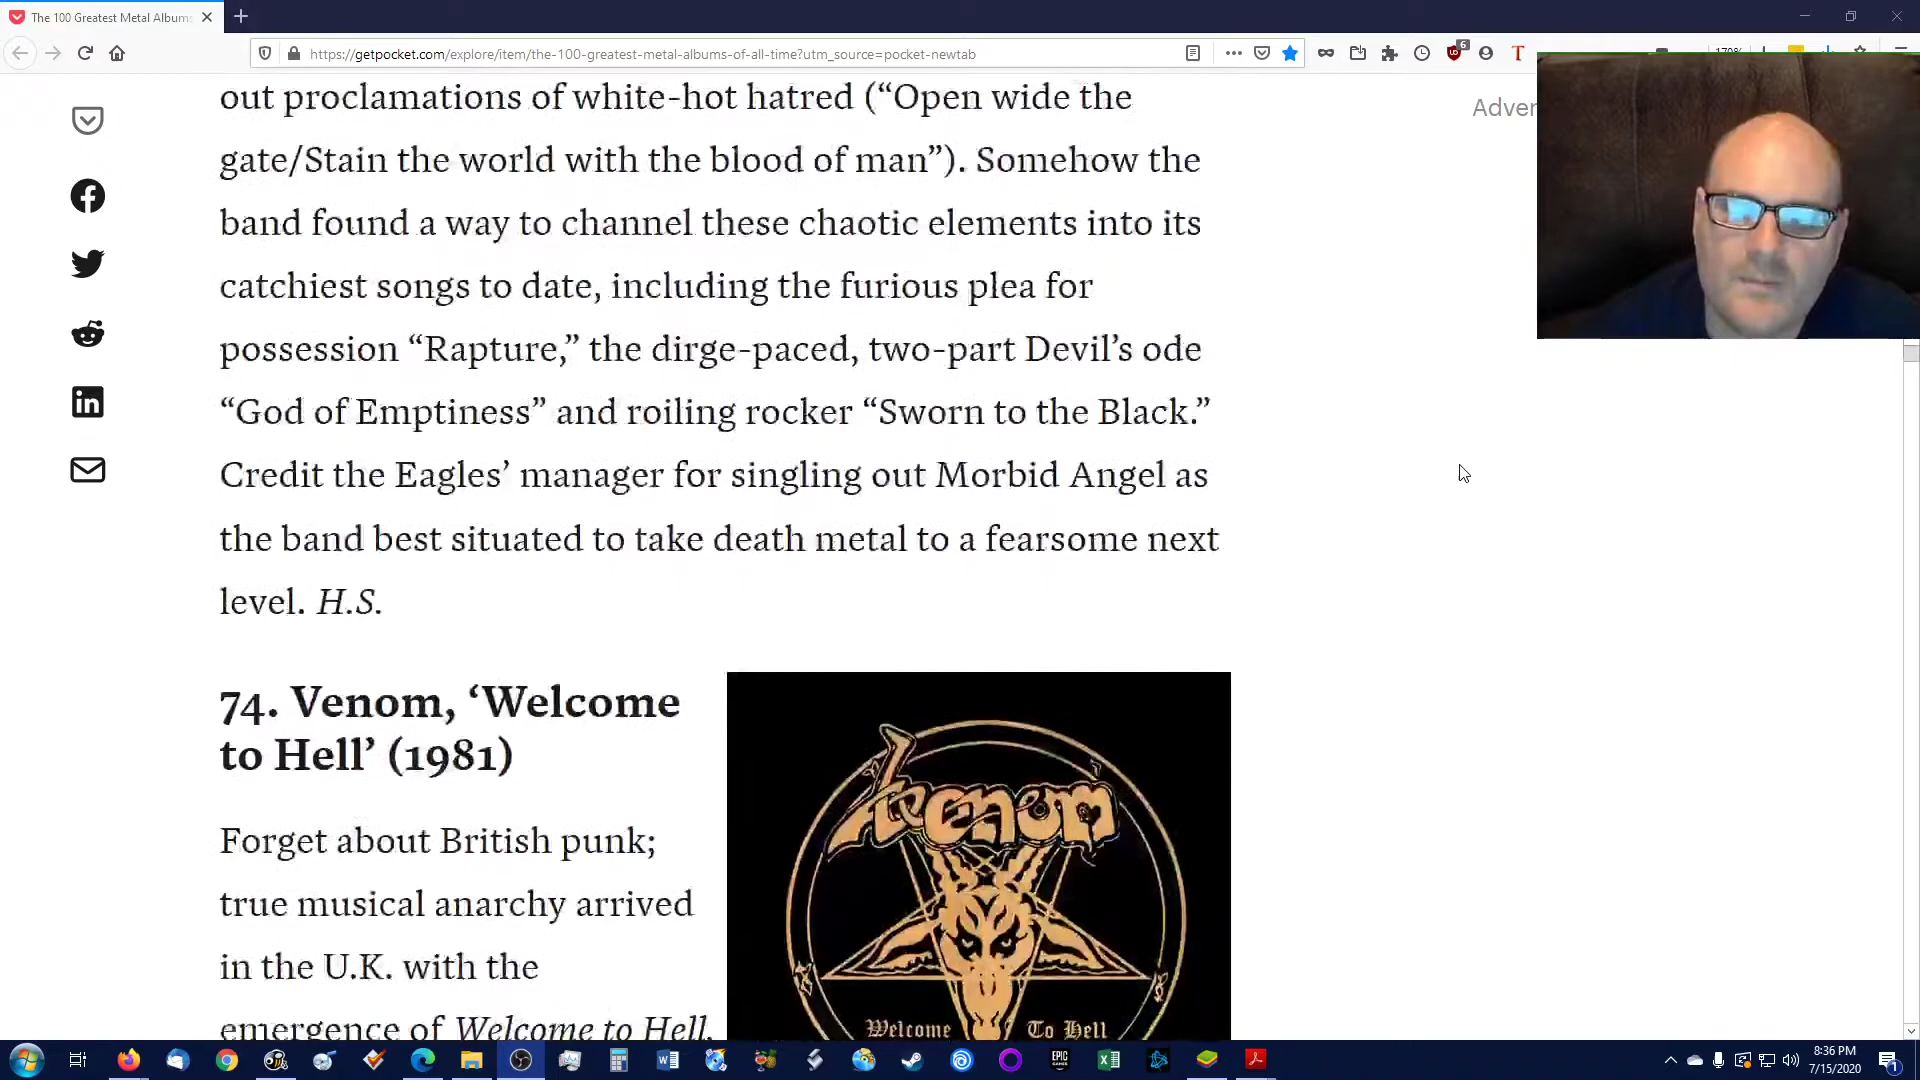 The 100 Greatest Metal Albums
https://getpocket.com/explore/item/the-100-greatest-metal-albums-of-all-time?utm_source=pocket-newtab
6
Adver
out proclamations of white-hot hatred (“Open wide the
gate/Stain the world with the blood of man”). Somehow the
band found a way to channel these chaotic elements into its
catchiest songs to date, including the furious plea for
possession “Rapture,” the dirge-paced, two-part Devil’s ode
“God of Emptiness” and roiling rocker “Sworn to the Black.”
Credit the Eagles’ manager for singling out Morbid Angel as
the band best situated to take death metal to a fearsome next
level. H.S.
74. Venom, ‘Welcome
to Hell’ (1981)
Forget about British punk;
true musical anarchy arrived
in the U.K. with the
emergence of Welcome to Hell,
Venom
Welcome To Hell
EPIC GAMES
8:36 PM
7/15/2020
1